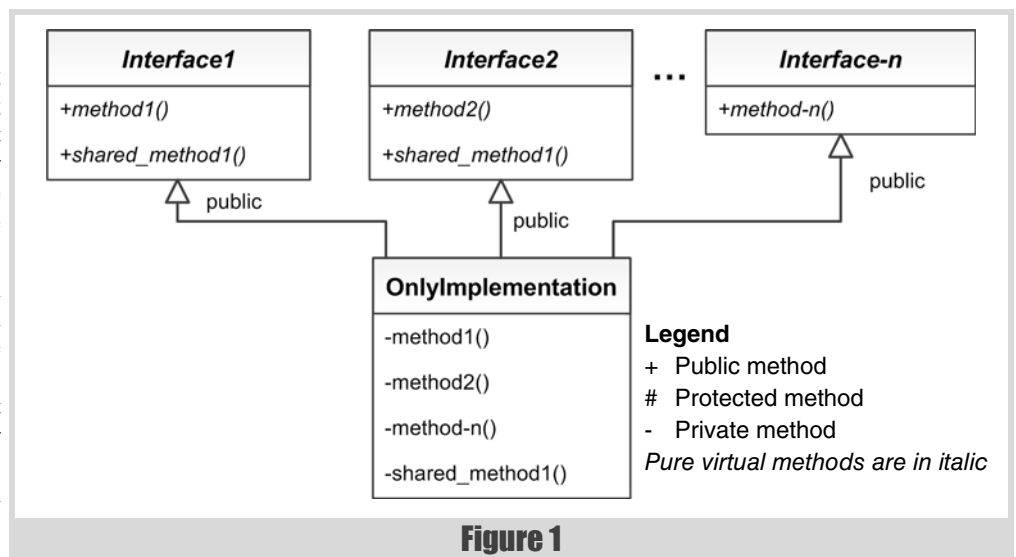 Interface1
+method1()
+shared_method1()
Interface2
+method2()
+shared_method1()
...
Interface-n
+method-n()
public
public
public
OnlyImplementation
-method1()
-method2()
-method-n()
-shared_method1()
Legend
+ Public method
# Protected method
- Private method
Pure virtual methods are in italic
Figure 1